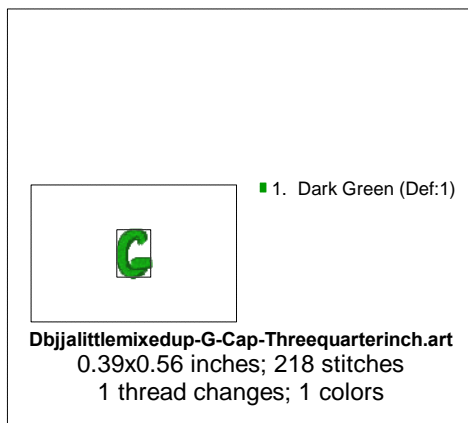 1. Dark Green (Def:1)
G
Dbjjalittlemixedup-G-Cap-Threequarterinch.art
0.39x0.56 inches; 218 stitches
1 thread changes; 1 colors